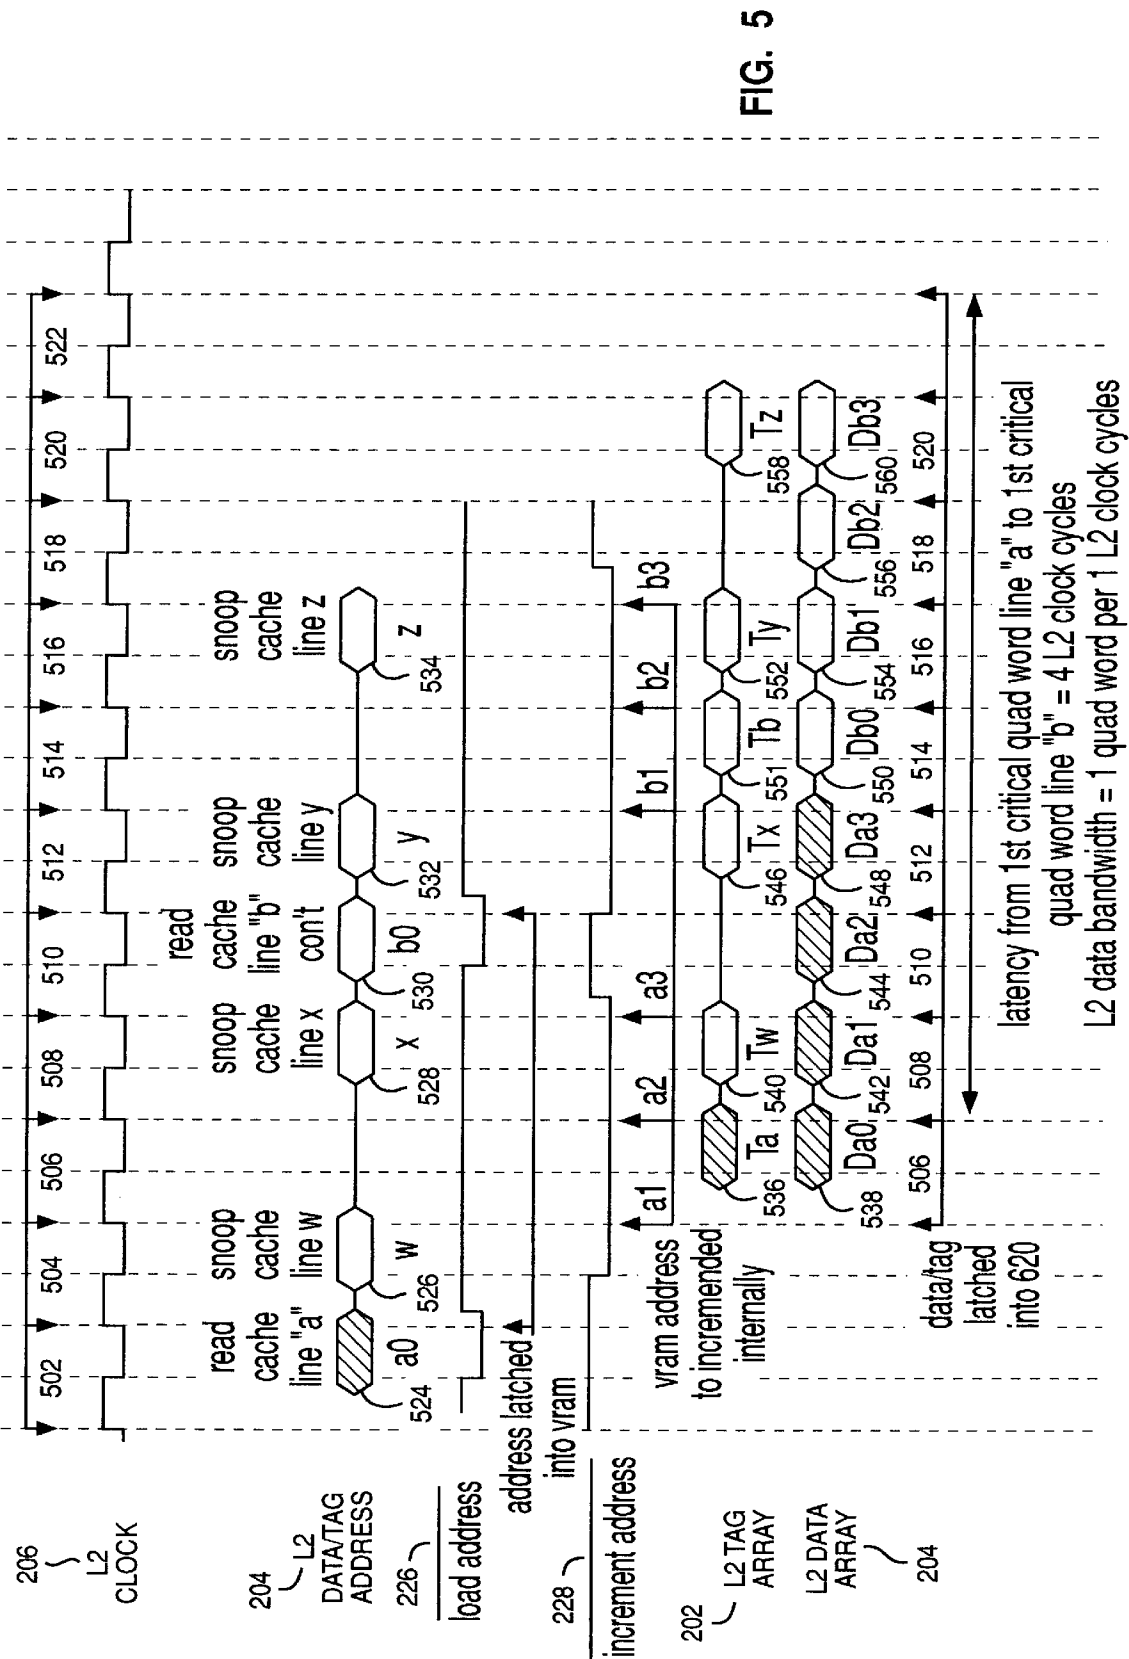 FIG. 5
206
L2
CLOCK
502
504
506
508
510
512
514
516
518
520
522
204
L2
DATA/TAG
ADDRESS
read
cache
line "a"
a0
524
snoop
cache
line w
w
526
snoop
cache
line x
x
528
read
cache
line "b"
con't
b0
530
snoop
cache
line y
y
532
snoop
cache
line z
z
534
226
load address
address latched
into vram
228
increment address
vram address
to incremended
internally
a1
a2
a3
b1
b2
b3
202
L2 TAG
ARRAY
Ta
536
Tw
540
Tx
546
Tb
551
Ty
552
Tz
558
L2 DATA
ARRAY
204
Da0
538
Da1
542
Da2
544
Da3
548
Db0
550
Db1
554
Db2
556
Db3
560
data/tag
latched
into 620
506
508
510
512
514
516
518
520
latency from 1st critical quad word line "a" to 1st critical
quad word line "b" = 4 L2 clock cycles
L2 data bandwidth = 1 quad word per 1 L2 clock cycles